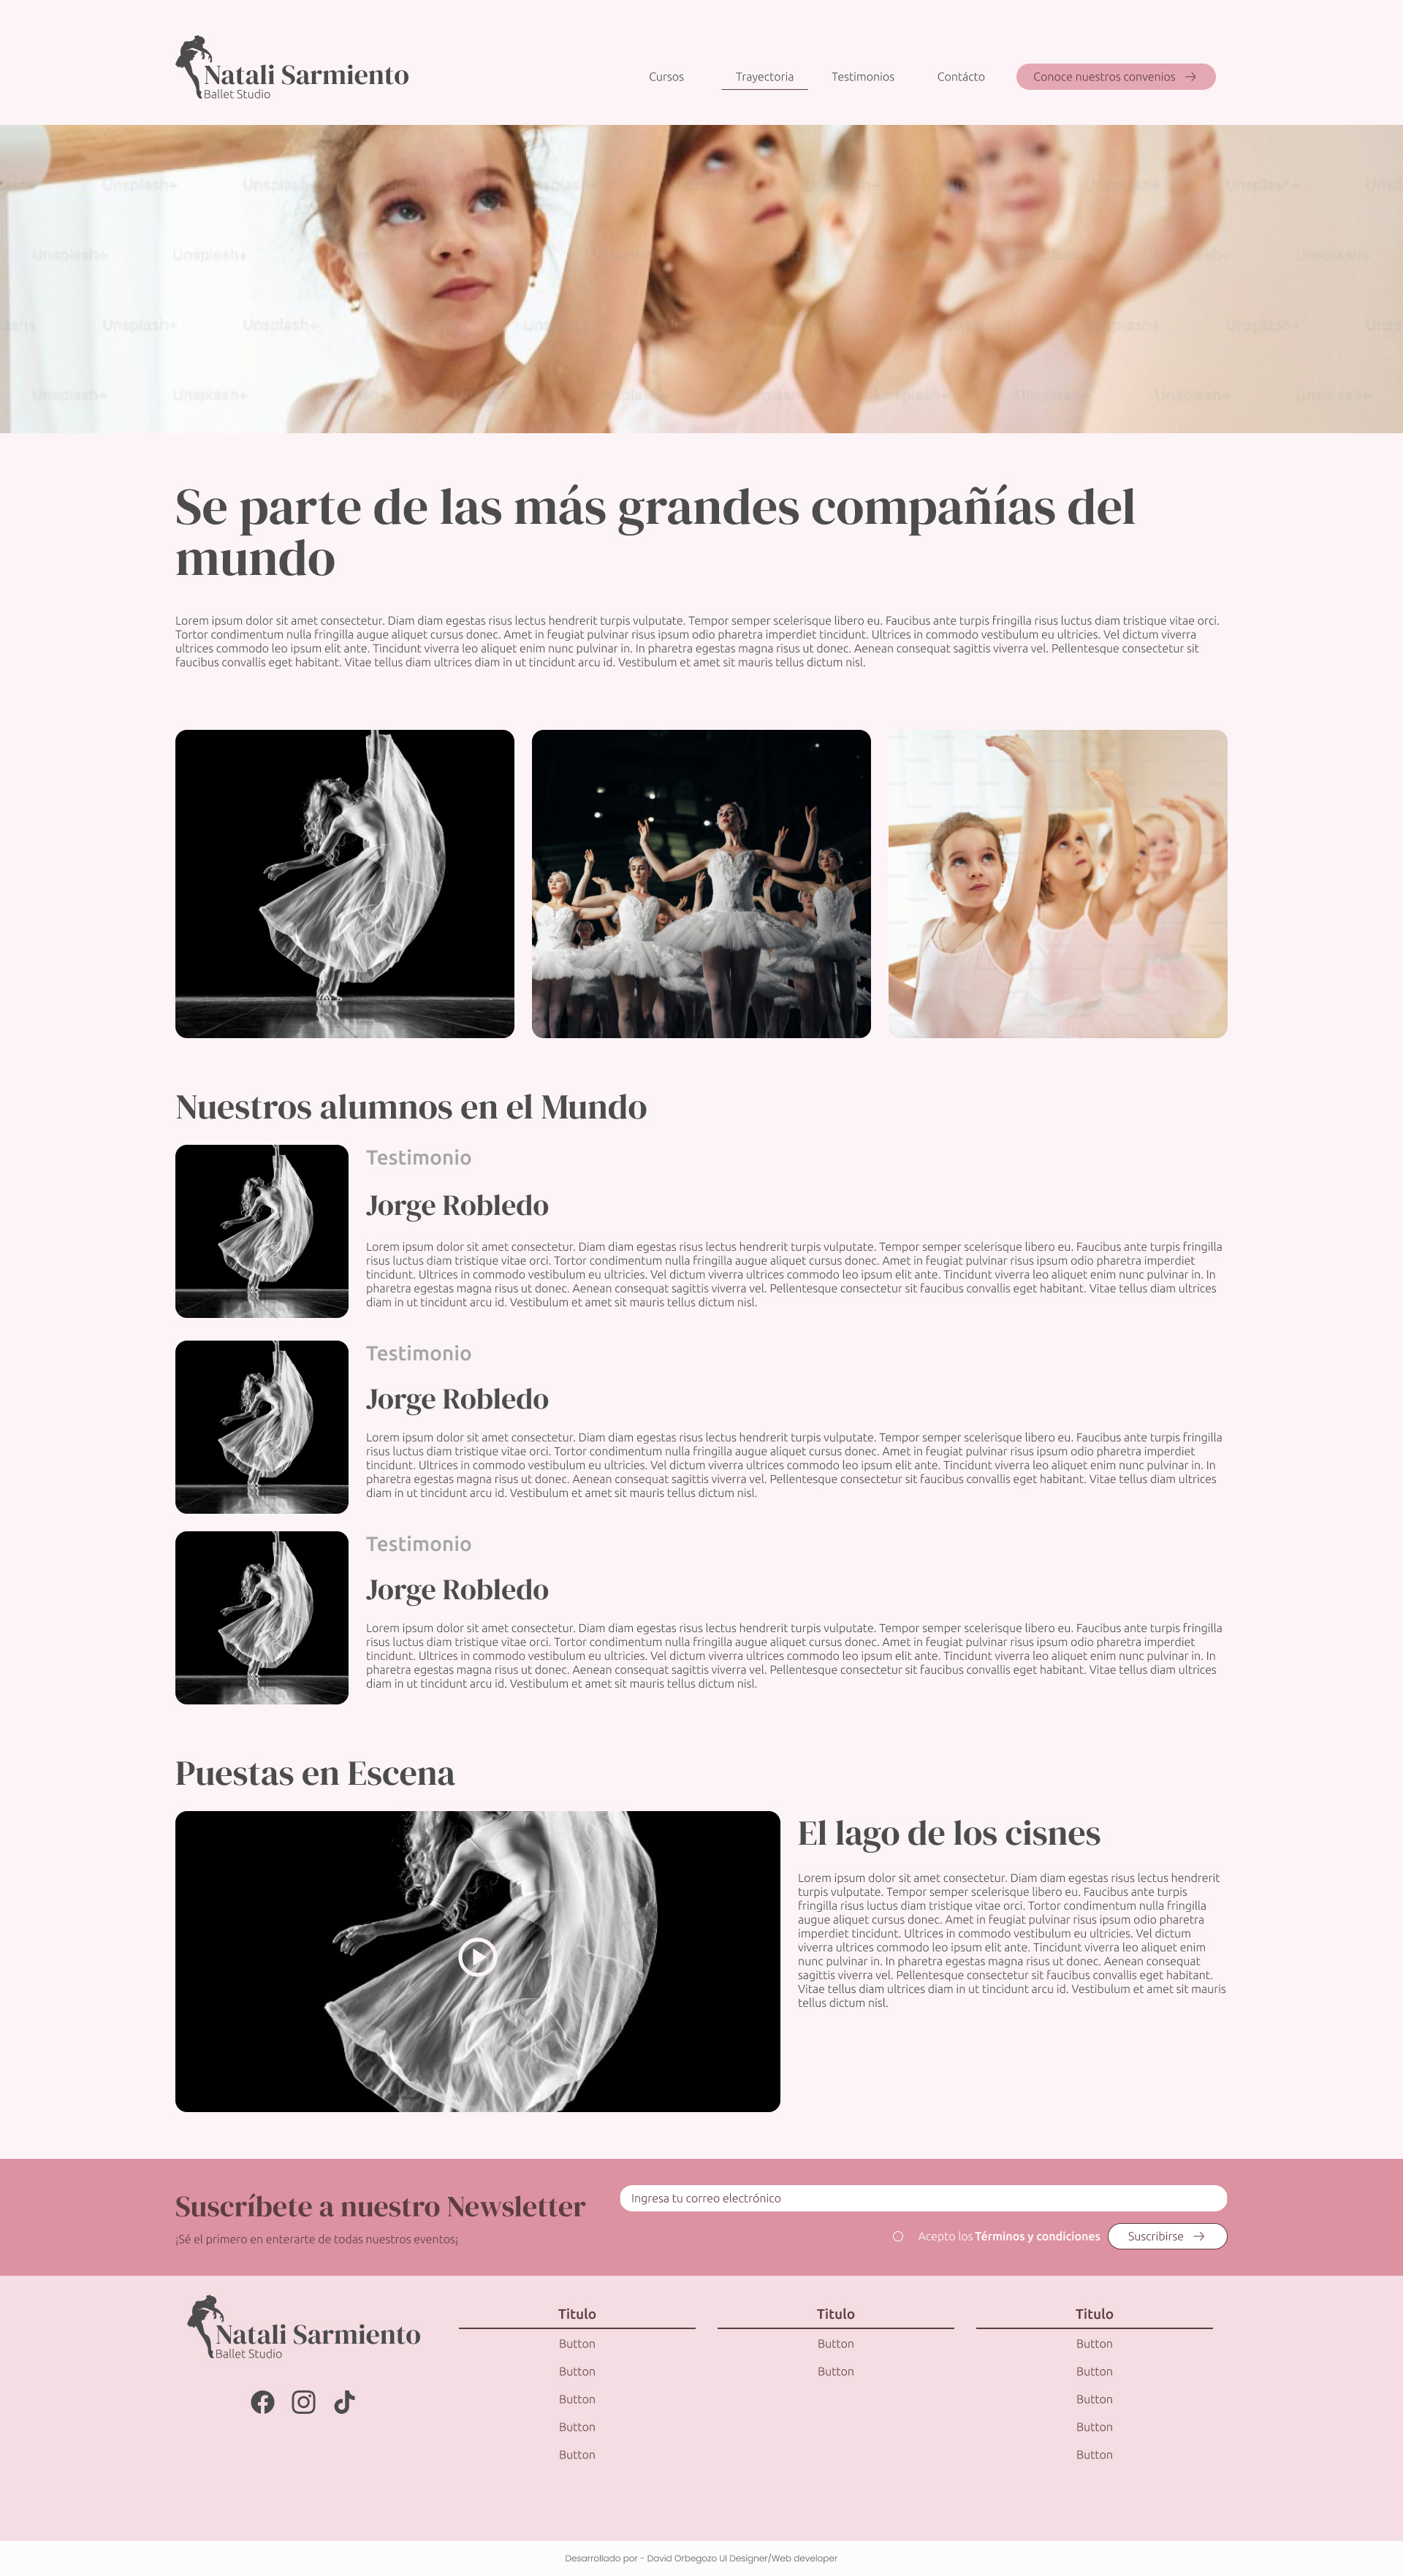 Natali Sarmiento
Ballet Studio
Cursos
Trayectoria
Testimonios
Contácto
Conoce nuestros convenios
Unsplash+ Unsplash+ Unsplash+
Unsplash+ Unsplash+ Unsplash+
Unsplash+ Unsplash+ Unsplash+
Unsplash+ Unsplash+ Unsplash+
Se parte de las más grandes compañías del
mundo
Lorem ipsum dolor sit amet consectetur. Diam diam egestas risus lectus hendrerit turpis vulputate. Tempor semper scelerisque libero eu. Faucibus ante turpis fringilla risus luctus diam tristique vitae orci.
Tortor condimentum nulla fringilla augue aliquet cursus donec. Amet in feugiat pulvinar risus ipsum odio pharetra imperdiet tincidunt. Ultrices in commodo vestibulum eu ultricies. Vel dictum viverra
ultrices commodo leo ipsum elit ante. Tincidunt viverra leo aliquet enim nunc pulvinar in. In pharetra egestas magna risus ut donec. Aenean consequat sagittis viverra vel. Pellentesque consectetur sit
faucibus convallis eget habitant. Vitae tellus diam ultrices diam in ut tincidunt arcu id. Vestibulum et amet sit mauris tellus dictum nisl.
Nuestros alumnos en el Mundo
Testimonio
Jorge Robledo
Lorem ipsum dolor sit amet consectetur. Diam diam egestas risus lectus hendrerit turpis vulputate. Tempor semper scelerisque libero eu. Faucibus ante turpis fringilla
risus luctus diam tristique vitae orci. Tortor condimentum nulla fringilla augue aliquet cursus donec. Amet in feugiat pulvinar risus ipsum odio pharetra imperdiet
tincidunt. Ultrices in commodo vestibulum eu ultricies. Vel dictum viverra ultrices commodo leo ipsum elit ante. Tincidunt viverra leo aliquet enim nunc pulvinar in. In
pharetra egestas magna risus ut donec. Aenean consequat sagittis viverra vel. Pellentesque consectetur sit faucibus convallis eget habitant. Vitae tellus diam ultrices
diam in ut tincidunt arcu id. Vestibulum et amet sit mauris tellus dictum nisl.
Testimonio
Jorge Robledo
Lorem ipsum dolor sit amet consectetur. Diam diam egestas risus lectus hendrerit turpis vulputate. Tempor semper scelerisque libero eu. Faucibus ante turpis fringilla
risus luctus diam tristique vitae orci. Tortor condimentum nulla fringilla augue aliquet cursus donec. Amet in feugiat pulvinar risus ipsum odio pharetra imperdiet
tincidunt. Ultrices in commodo vestibulum eu ultricies. Vel dictum viverra ultrices commodo leo ipsum elit ante. Tincidunt viverra leo aliquet enim nunc pulvinar in. In
pharetra egestas magna risus ut donec. Aenean consequat sagittis viverra vel. Pellentesque consectetur sit faucibus convallis eget habitant. Vitae tellus diam ultrices
diam in ut tincidunt arcu id. Vestibulum et amet sit mauris tellus dictum nisl.
Testimonio
Jorge Robledo
Lorem ipsum dolor sit amet consectetur. Diam diam egestas risus lectus hendrerit turpis vulputate. Tempor semper scelerisque libero eu. Faucibus ante turpis fringilla
risus luctus diam tristique vitae orci. Tortor condimentum nulla fringilla augue aliquet cursus donec. Amet in feugiat pulvinar risus ipsum odio pharetra imperdiet
tincidunt. Ultrices in commodo vestibulum eu ultricies. Vel dictum viverra ultrices commodo leo ipsum elit ante. Tincidunt viverra leo aliquet enim nunc pulvinar in. In
pharetra egestas magna risus ut donec. Aenean consequat sagittis viverra vel. Pellentesque consectetur sit faucibus convallis eget habitant. Vitae tellus diam ultrices
diam in ut tincidunt arcu id. Vestibulum et amet sit mauris tellus dictum nisl.
Puestas en Escena
El lago de los cisnes
Lorem ipsum dolor sit amet consectetur. Diam diam egestas risus lectus hendrerit
turpis vulputate. Tempor semper scelerisque libero eu. Faucibus ante turpis
fringilla risus luctus diam tristique vitae orci. Tortor condimentum nulla fringilla
augue aliquet cursus donec. Amet in feugiat pulvinar risus ipsum odio pharetra
imperdiet tincidunt. Ultrices in commodo vestibulum eu ultricies. Vel dictum
viverra ultrices commodo leo ipsum elit ante. Tincidunt viverra leo aliquet enim
nunc pulvinar in. In pharetra egestas magna risus ut donec. Aenean consequat
sagittis viverra vel. Pellentesque consectetur sit faucibus convallis eget habitant.
Vitae tellus diam ultrices diam in ut tincidunt arcu id. Vestibulum et amet sit mauris
tellus dictum nisl.
Suscríbete a nuestro Newsletter
¡Sé el primero en enterarte de todas nuestros eventos¡
Ingresa tu correo electrónico
Acepto los Términos y condiciones
Suscribirse
Natali Sarmiento
Ballet Studio
Titulo
Button
Button
Button
Button
Button
Titulo
Button
Button
Titulo
Button
Button
Button
Button
Button
Desarrollado por - David Orbegozo UI Designer/Web developer